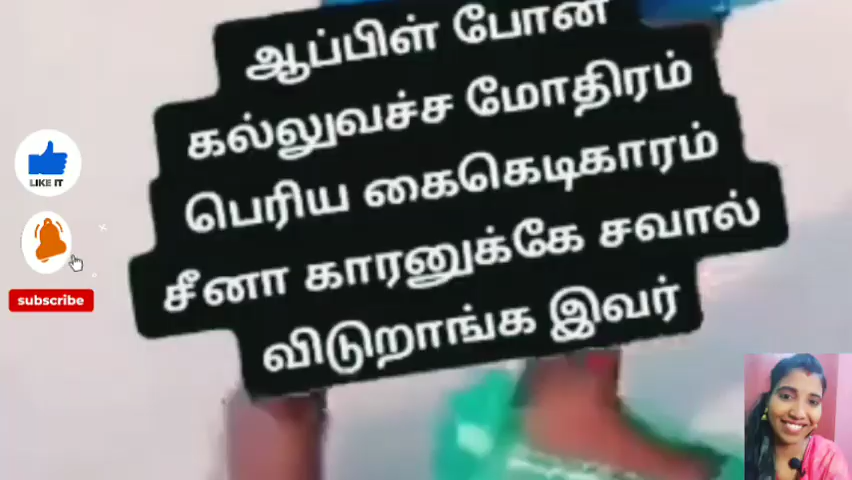 ஆப்பிள் போன்
கல்லுவச்ச மோதிரம்
பெரிய கைகெடிகாரம்
சீனா காரனுக்கே சவால்
விடுறாங்க இவர்
LIKE IT
subscribe